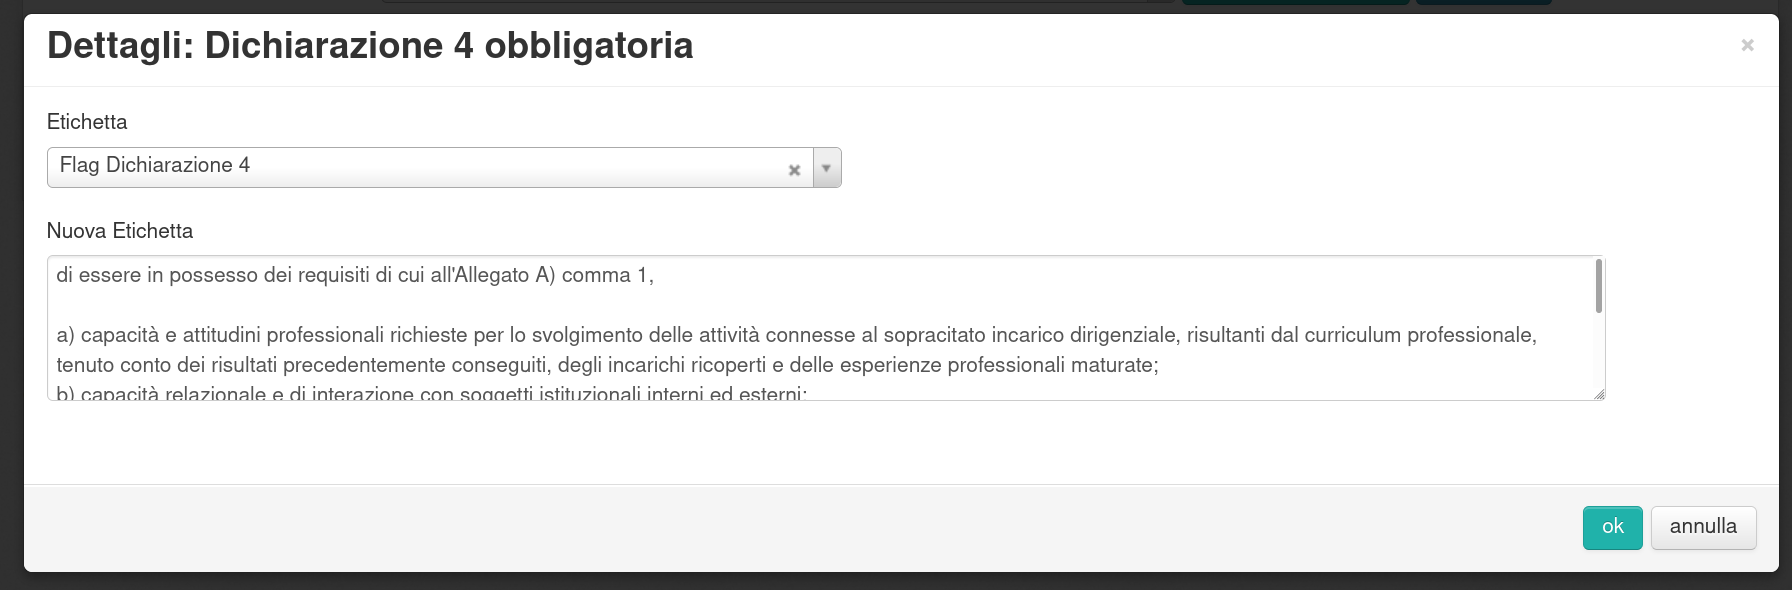 Dettagli: Dichiarazione 4 obbligatoria
×
Etichetta
Flag Dichiarazione 4
Nuova Etichetta
di essere in possesso dei requisiti di cui all'Allegato A) comma 1,
a) capacità e attitudini professionali richieste per lo svolgimento delle attività connesse al sopracitato incarico dirigenziale, risultanti dal curriculum professionale,
tenuto conto dei risultati precedentemente conseguiti, degli incarichi ricoperti e delle esperienze professionali maturate;
b) capacità relazionale e di interazione con soggetti istituzionali interni ed esterni;
ok annulla